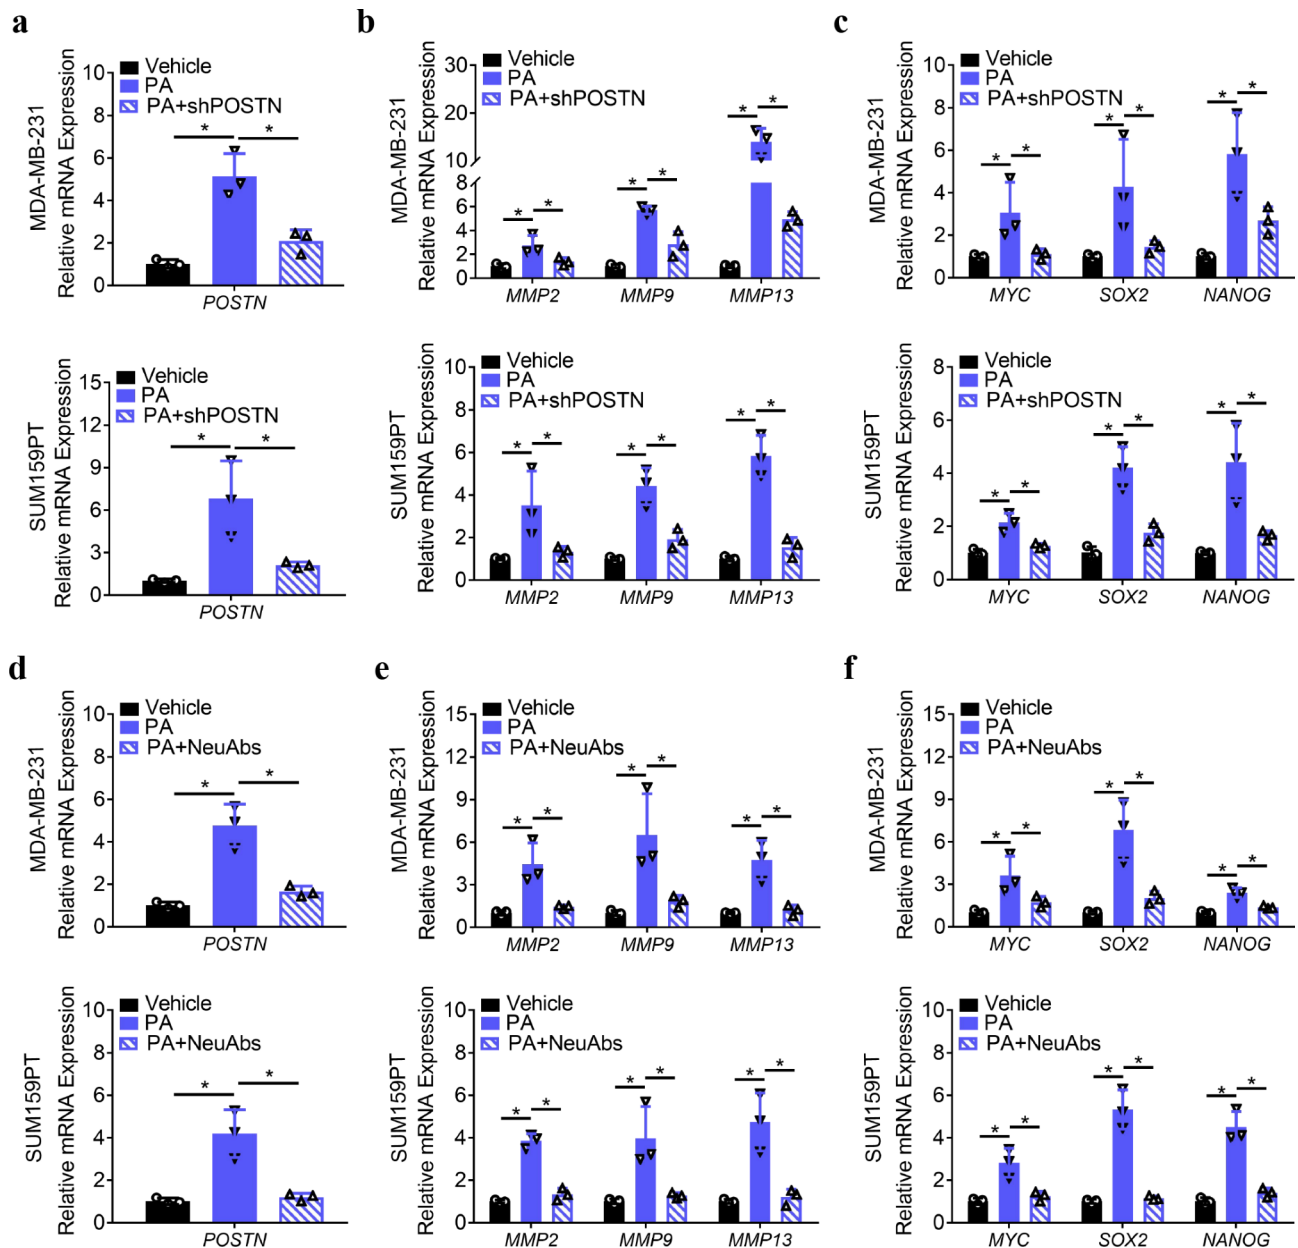 a
MDA-MB-231
Relative mRNA Expression
Vehicle
PA
PA+shPOSTN
10
8
6
4
2
0
* *
POSTN
SUM159PT
Relative mRNA Expression
Vehicle
PA
PA+shPOSTN
15
12
9
6
3
0
* *
POSTN
b
MDA-MB-231
Relative mRNA Expression
Vehicle
PA
PA+shPOSTN
30
20
10
8
6
4
2
0
* * * * * *
MMP2 MMP9 MMP13
SUM159PT
Relative mRNA Expression
Vehicle
PA
PA+shPOSTN
10
8
6
4
2
0
* * * * * *
MMP2 MMP9 MMP13
c
MDA-MB-231
Relative mRNA Expression
Vehicle
PA
PA+shPOSTN
10
8
6
4
2
0
* * * * * *
MYC SOX2 NANOG
SUM159PT
Relative mRNA Expression
Vehicle
PA
PA+shPOSTN
8
6
4
2
0
* * * * * *
MYC SOX2 NANOG
d
MDA-MB-231
Relative mRNA Expression
Vehicle
PA
PA+NeuAbs
10
8
6
4
2
0
* *
POSTN
SUM159PT
Relative mRNA Expression
Vehicle
PA
PA+NeuAbs
10
8
6
4
2
0
* *
POSTN
e
MDA-MB-231
Relative mRNA Expression
Vehicle
PA
PA+NeuAbs
15
12
9
6
3
0
* * * * * *
MMP2 MMP9 MMP13
SUM159PT
Relative mRNA Expression
Vehicle
PA
PA+NeuAbs
10
8
6
4
2
0
* * * * * *
MMP2 MMP9 MMP13
f
MDA-MB-231
Relative mRNA Expression
Vehicle
PA
PA+NeuAbs
15
12
9
6
3
0
* * * * * *
MYC SOX2 NANOG
SUM159PT
Relative mRNA Expression
Vehicle
PA
PA+NeuAbs
10
8
6
4
2
0
* * * * * *
MYC SOX2 NANOG